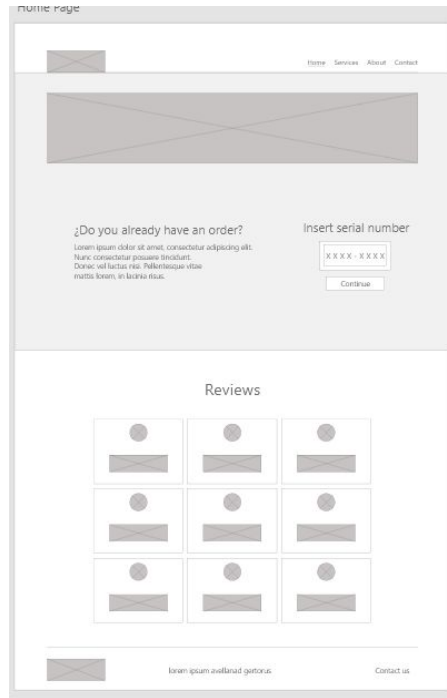 Home Page
Home Services About Contact
¿Do you already have an order?
Lorem ipsum dolor sit amet, consectetur adipiscing elit.
Nunc consectetur posuere tincidunt.
Donec vel luctus nisi. Pellentesque vitae
mattis lorem, in lacinia risus.
Insert serial number
XXXX-XXXX
Continue
Reviews
lorem ipsum avellanad gertorus
Contact us